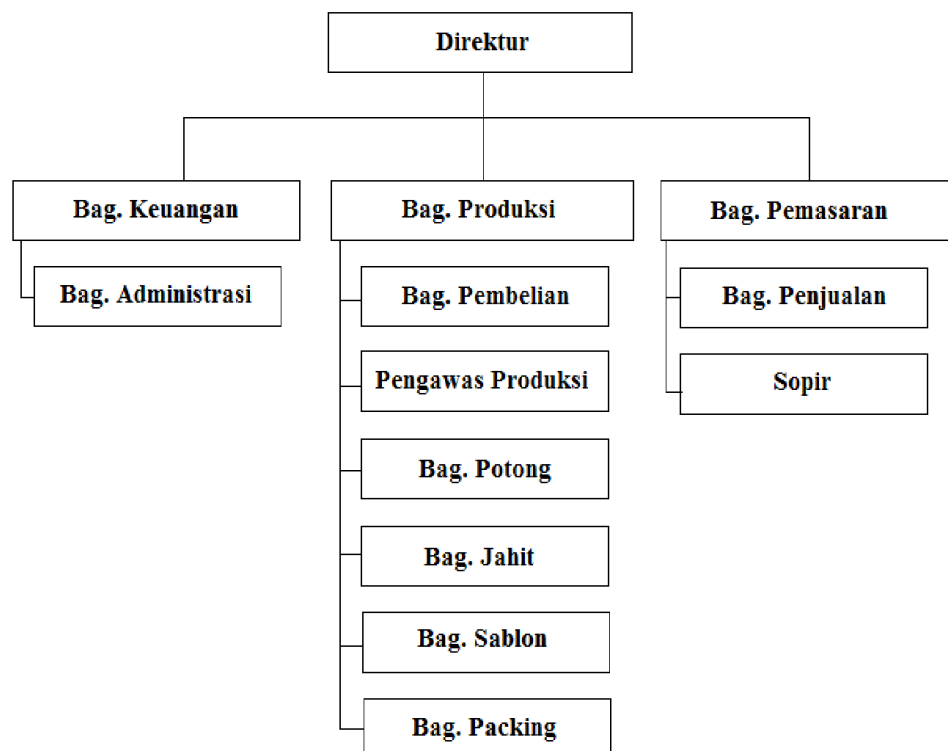 Direktur
Bag. Keuangan
Bag. Produksi
Bag. Pemasaran
Bag. Administrasi
Bag. Pembelian
Bag. Penjualan
Pengawas Produksi
Sopir
Bag. Potong
Bag. Jahit
Bag. Sablon
Bag. Packing